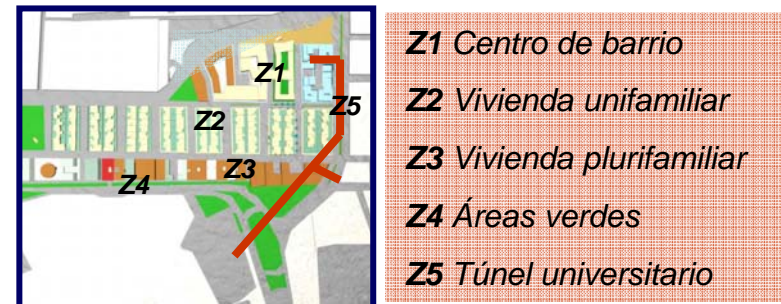 Z1
Z5
Z2
Z3
Z4
Z1 Centro de barrio
Z2 Vivienda unifamiliar
Z3 Vivienda plurifamiliar
Z4 Áreas verdes
Z5 Túnel universitario